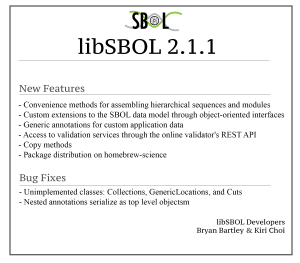 SBOL
libSBOL 2.1.1
New Features
- Convenience methods for assembling hierarchical sequences and modules
- Custom extensions to the SBOL data model through object-oriented interfaces
- Generic annotations for custom application data
- Access to validation services through the online validator's REST API
- Copy methods
- Package distribution on homebrew-science
Bug Fixes
- Unimplemented classes: Collections, GenericLocations, and Cuts
- Nested annotations serialize as top level objectsm
libSBOL Developers
Bryan Bartley & Kiri Choi